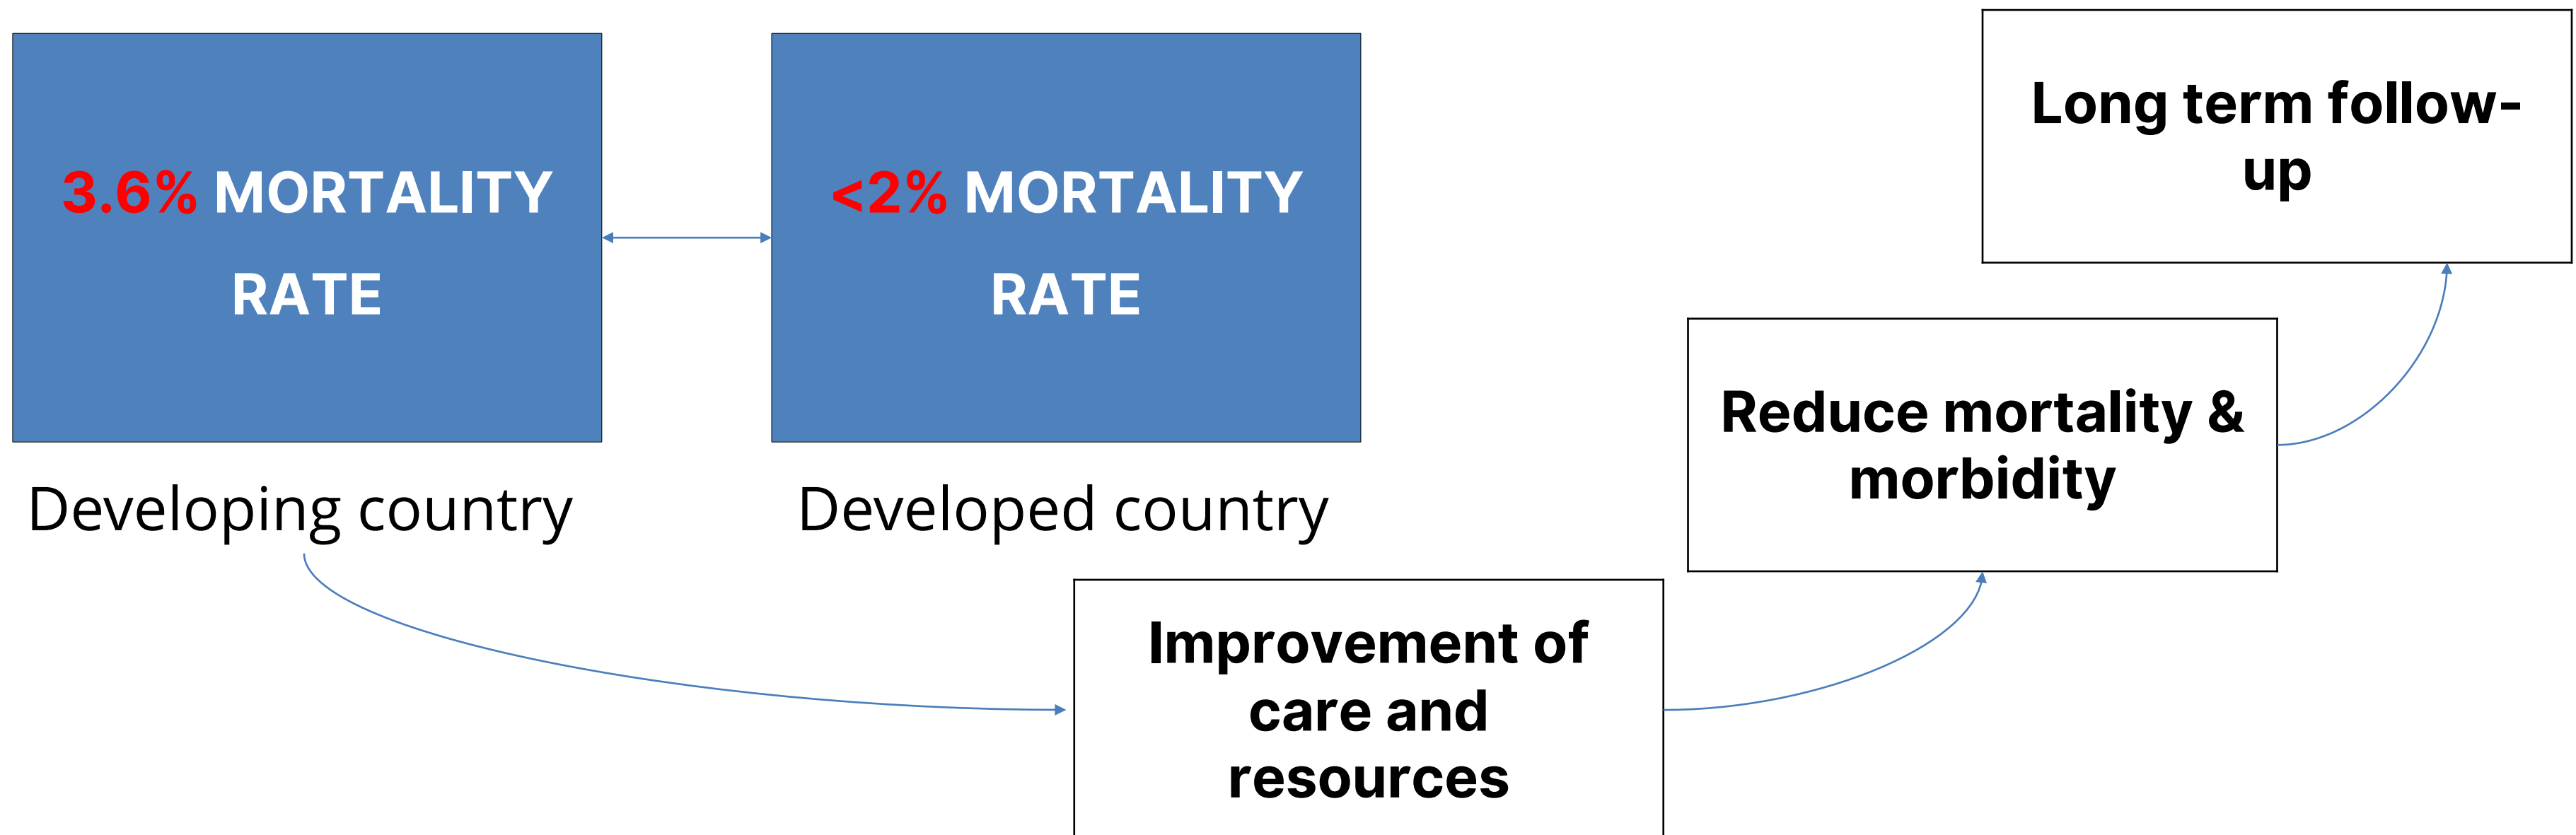 3.6% MORTALITY
RATE
<2% MORTALITY
RATE
Developing country
Developed country
Improvement of
care and
resources
Reduce mortality &
morbidity
Long term follow-
up